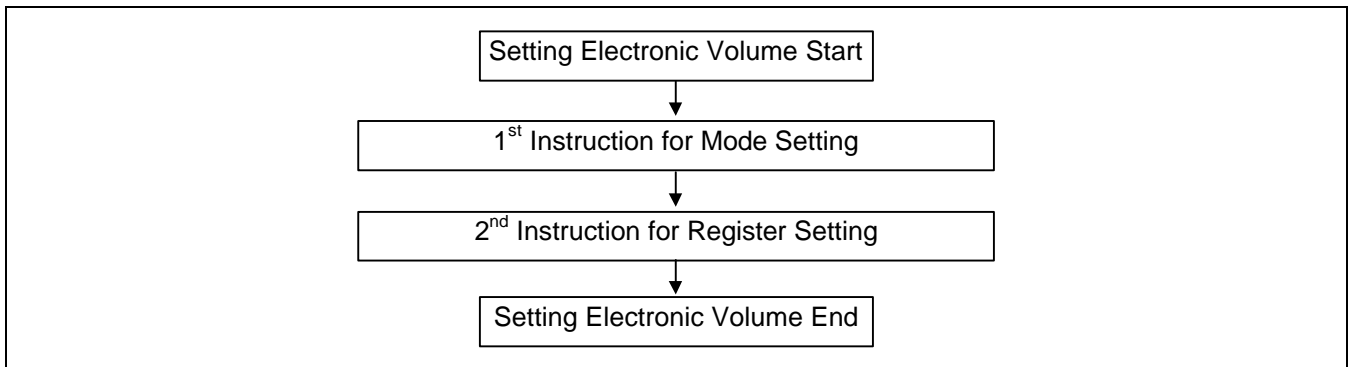 Setting Electronic Volume Start
1st Instruction for Mode Setting
2nd Instruction for Register Setting
Setting Electronic Volume End